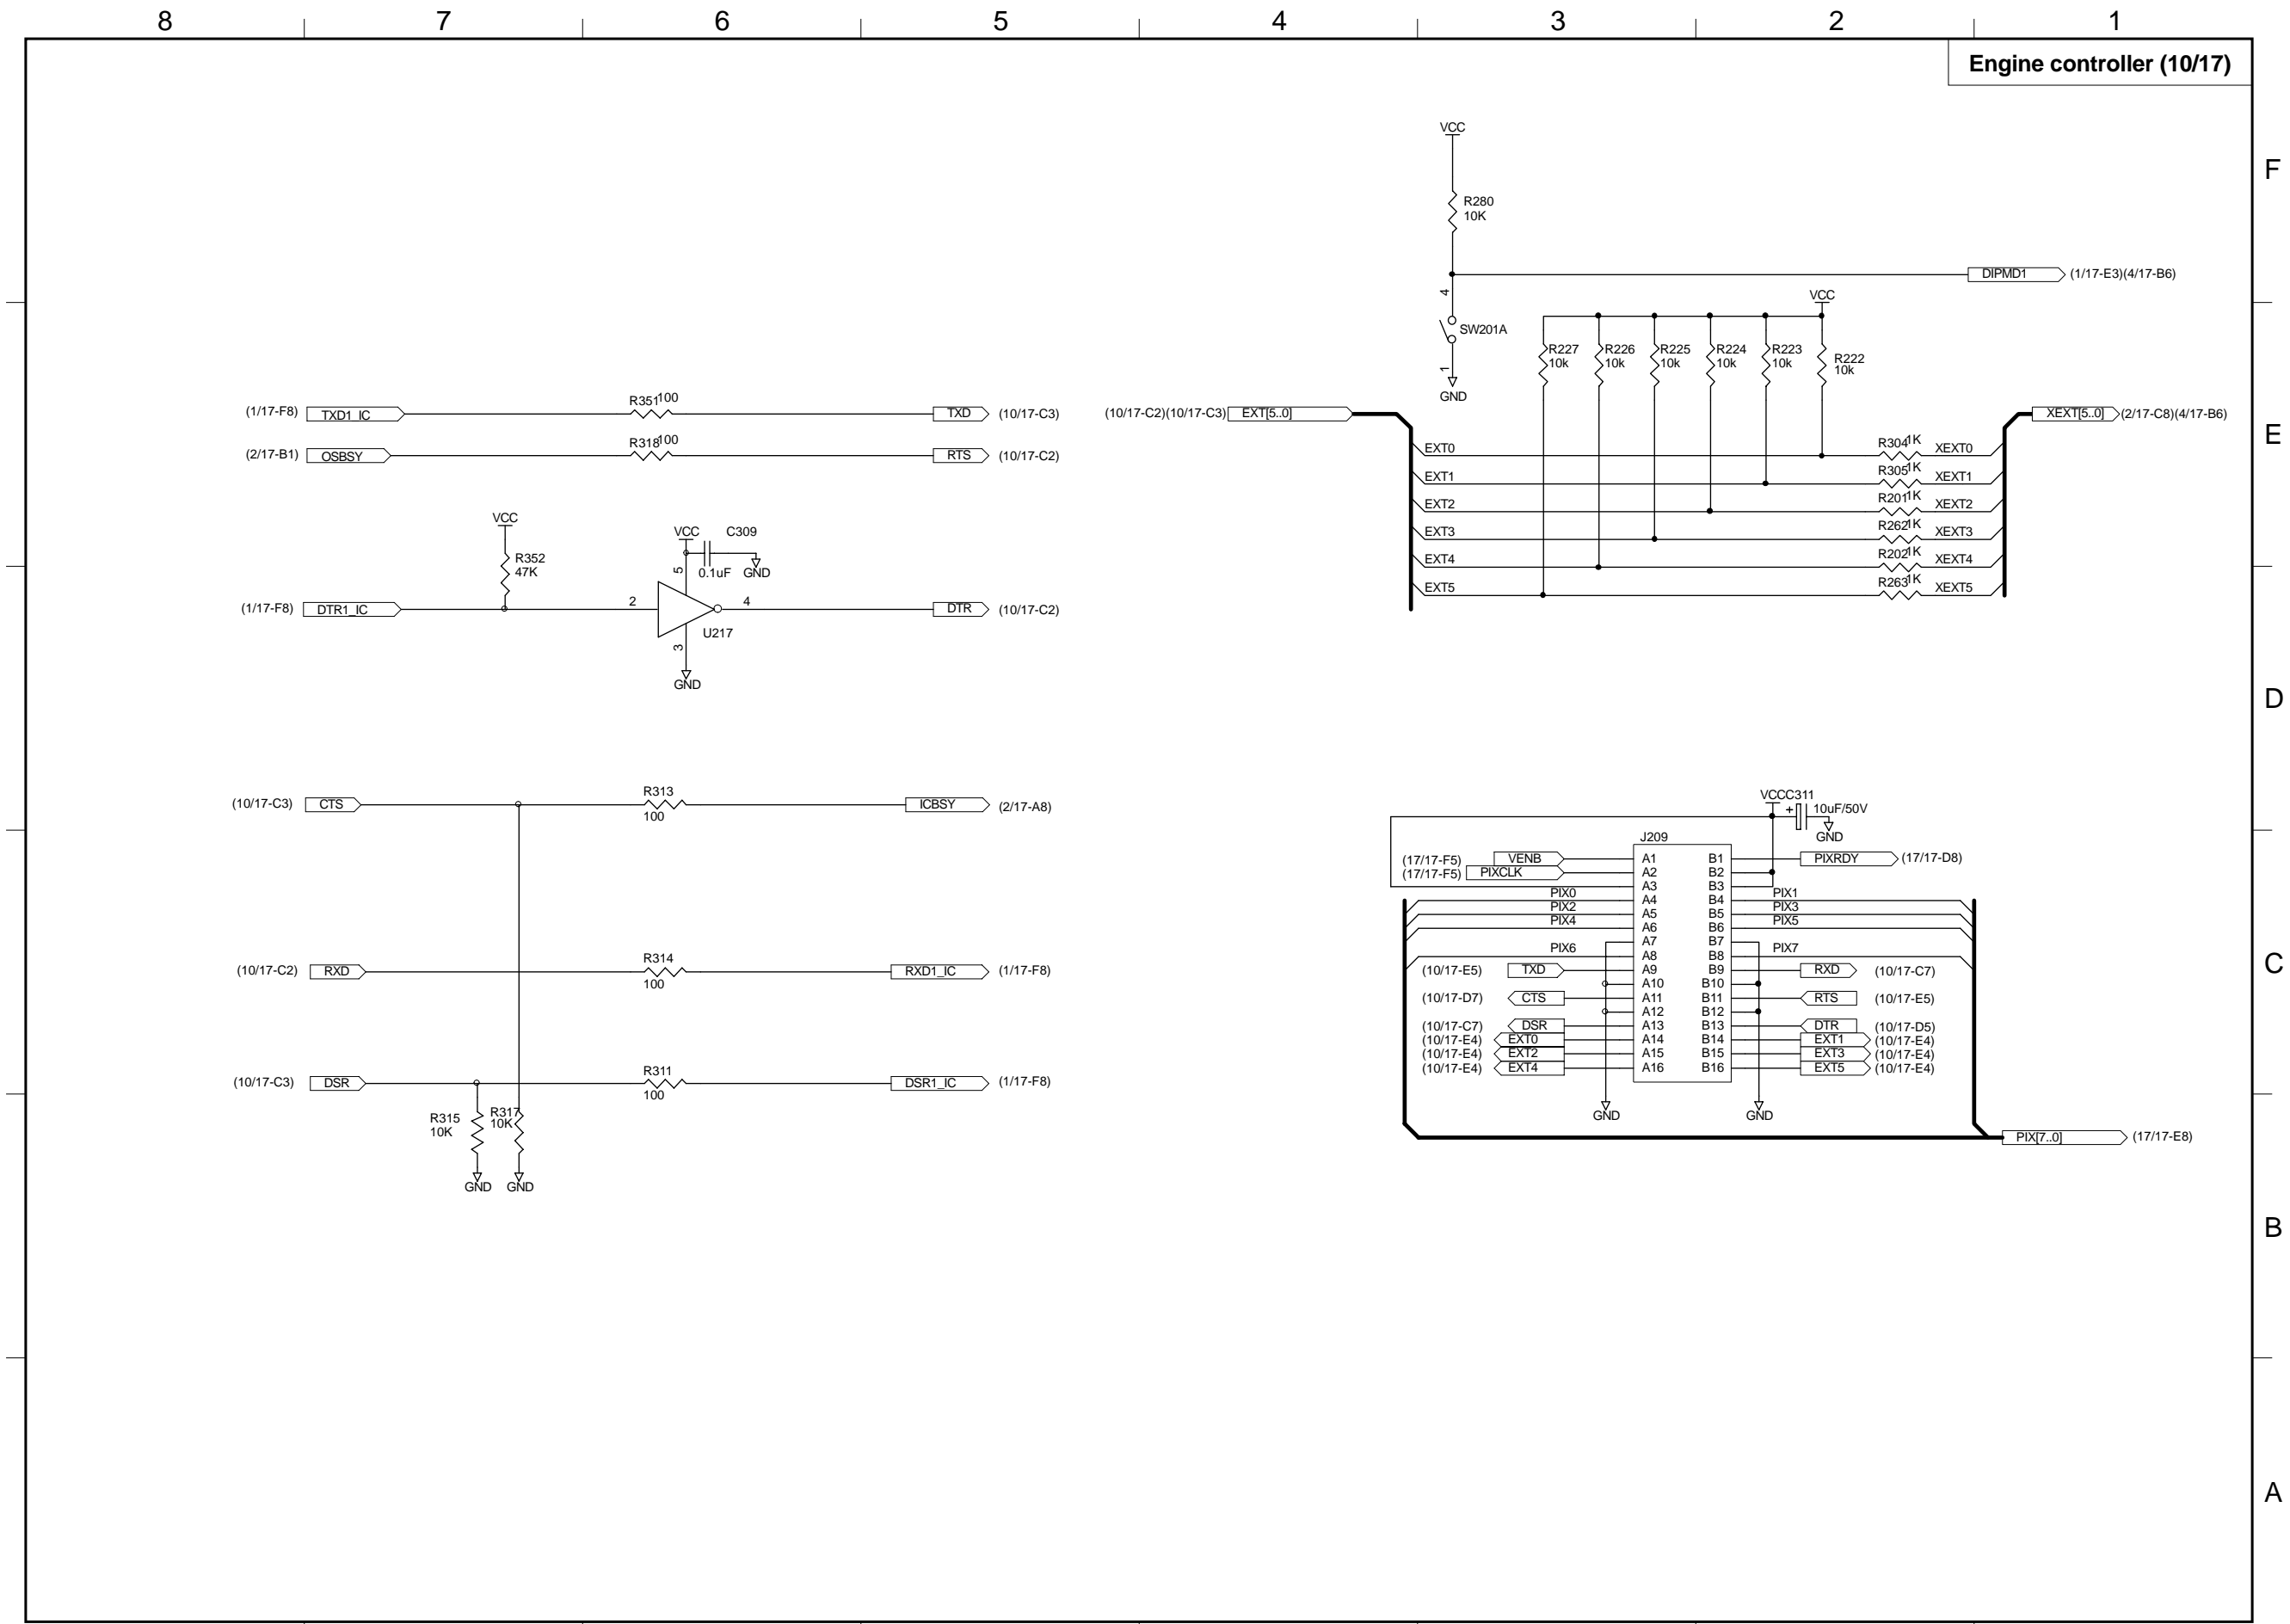 8 7 6 5 4 3 2 1
Engine controller (10/17)
F
E
D
C
B
A
VCC
R280
10K
DIPMD1 (1/17-E3)(4/17-B6)
4
SW201A
1
GND
VCC
R227
10k
R226
10k
R225
10k
R224
10k
R223
10k
R222
10k
(10/17-C2)(10/17-C3) EXT[5..0]
XEXT[5..0] (2/17-C8)(4/17-B6)
EXT0 R304 1K XEXT0
EXT1 R305 1K XEXT1
EXT2 R201 1K XEXT2
EXT3 R262 1K XEXT3
EXT4 R202 1K XEXT4
EXT5 R263 1K XEXT5
(1/17-F8) TXD1_IC R351 100 TXD (10/17-C3)
(2/17-B1) OSBSY R318 100 RTS (10/17-C2)
VCC
R352
47K
VCC C309
5 0.1uF GND
(1/17-F8) DTR1_IC 2 4 DTR (10/17-C2)
U217
3
GND
(10/17-C3) CTS R313 100 ICBSY (2/17-A8)
(10/17-C2) RXD R314 100 RXD1_IC (1/17-F8)
(10/17-C3) DSR R311 100 DSR1_IC (1/17-F8)
R315
10K
R317
10K
GND GND
VCC C311
+ 10uF/50V
GND
J209
(17/17-F5) VENB A1 B1 PIXRDY (17/17-D8)
(17/17-F5) PIXCLK A2 B2
A3 B3
PIX0 A4 B4 PIX1
PIX2 A5 B5 PIX3
PIX4 A6 B6 PIX5
A7 B7
PIX6 A8 B8 PIX7
(10/17-E5) TXD A9 B9 RXD (10/17-C7)
A10 B10
(10/17-D7) CTS A11 B11 RTS (10/17-E5)
A12 B12
(10/17-C7) DSR A13 B13 DTR (10/17-D5)
(10/17-E4) EXT0 A14 B14 EXT1 (10/17-E4)
(10/17-E4) EXT2 A15 B15 EXT3 (10/17-E4)
(10/17-E4) EXT4 A16 B16 EXT5 (10/17-E4)
GND GND
PIX[7..0] (17/17-E8)